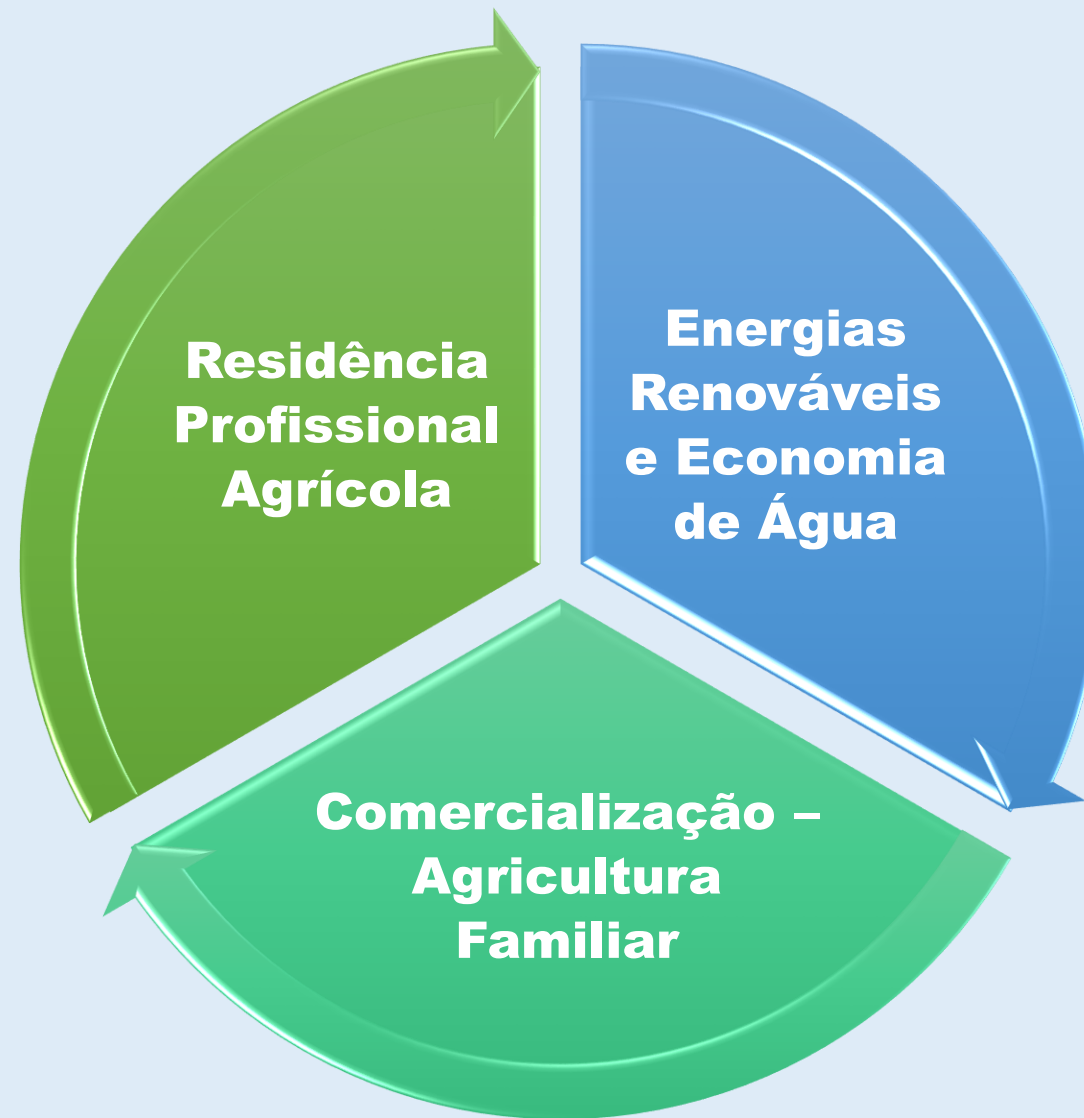 Residência
Profissional
Agrícola
Energias
Renováveis
e Economia
de Água
Comercialização –
Agricultura
Familiar